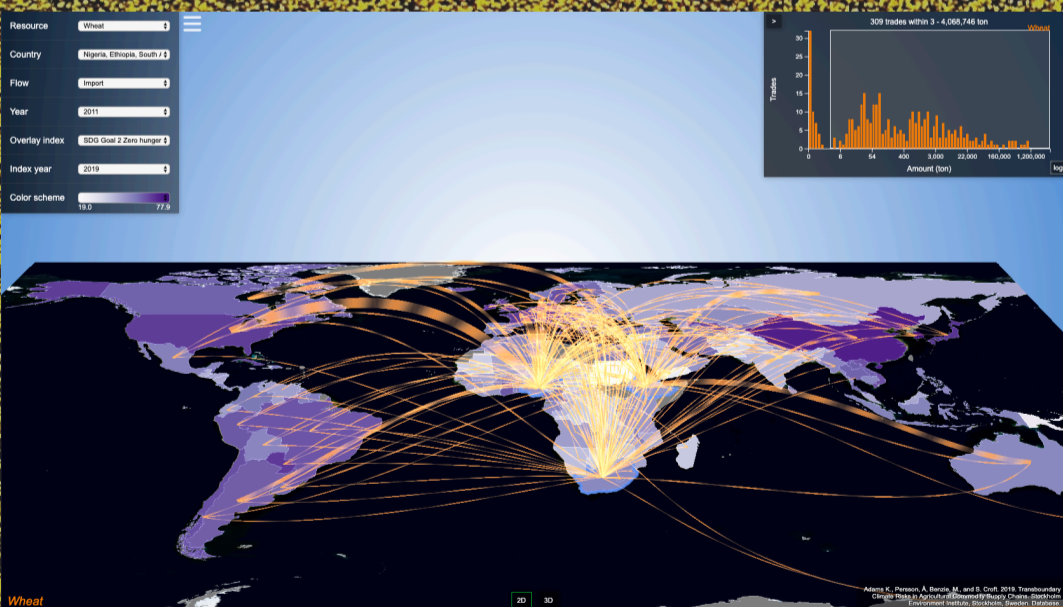 Resource Wheat
Country Nigeria, Ethiopia, South A
Flow Import
Year 2011
Overlay index SDG Goal 2 Zero hunger
Index year 2019
Color scheme
19.0 77.9
>
309 trades within 3 - 4,068,746 ton
Wheat
Trades
30
25
20
15
10
5
0
0 6 54 400 3,000 22,000 160,000 1,200,000
Amount (ton)
log
Wheat
2D 3D
Adams K., Persson, Å, Benzie, M., and S. Croft. 2019. Transboundary
Climate Risks in Agricultural Commodity Supply Chains. Stockholm
Environment Institute, Stockholm, Sweden: Database